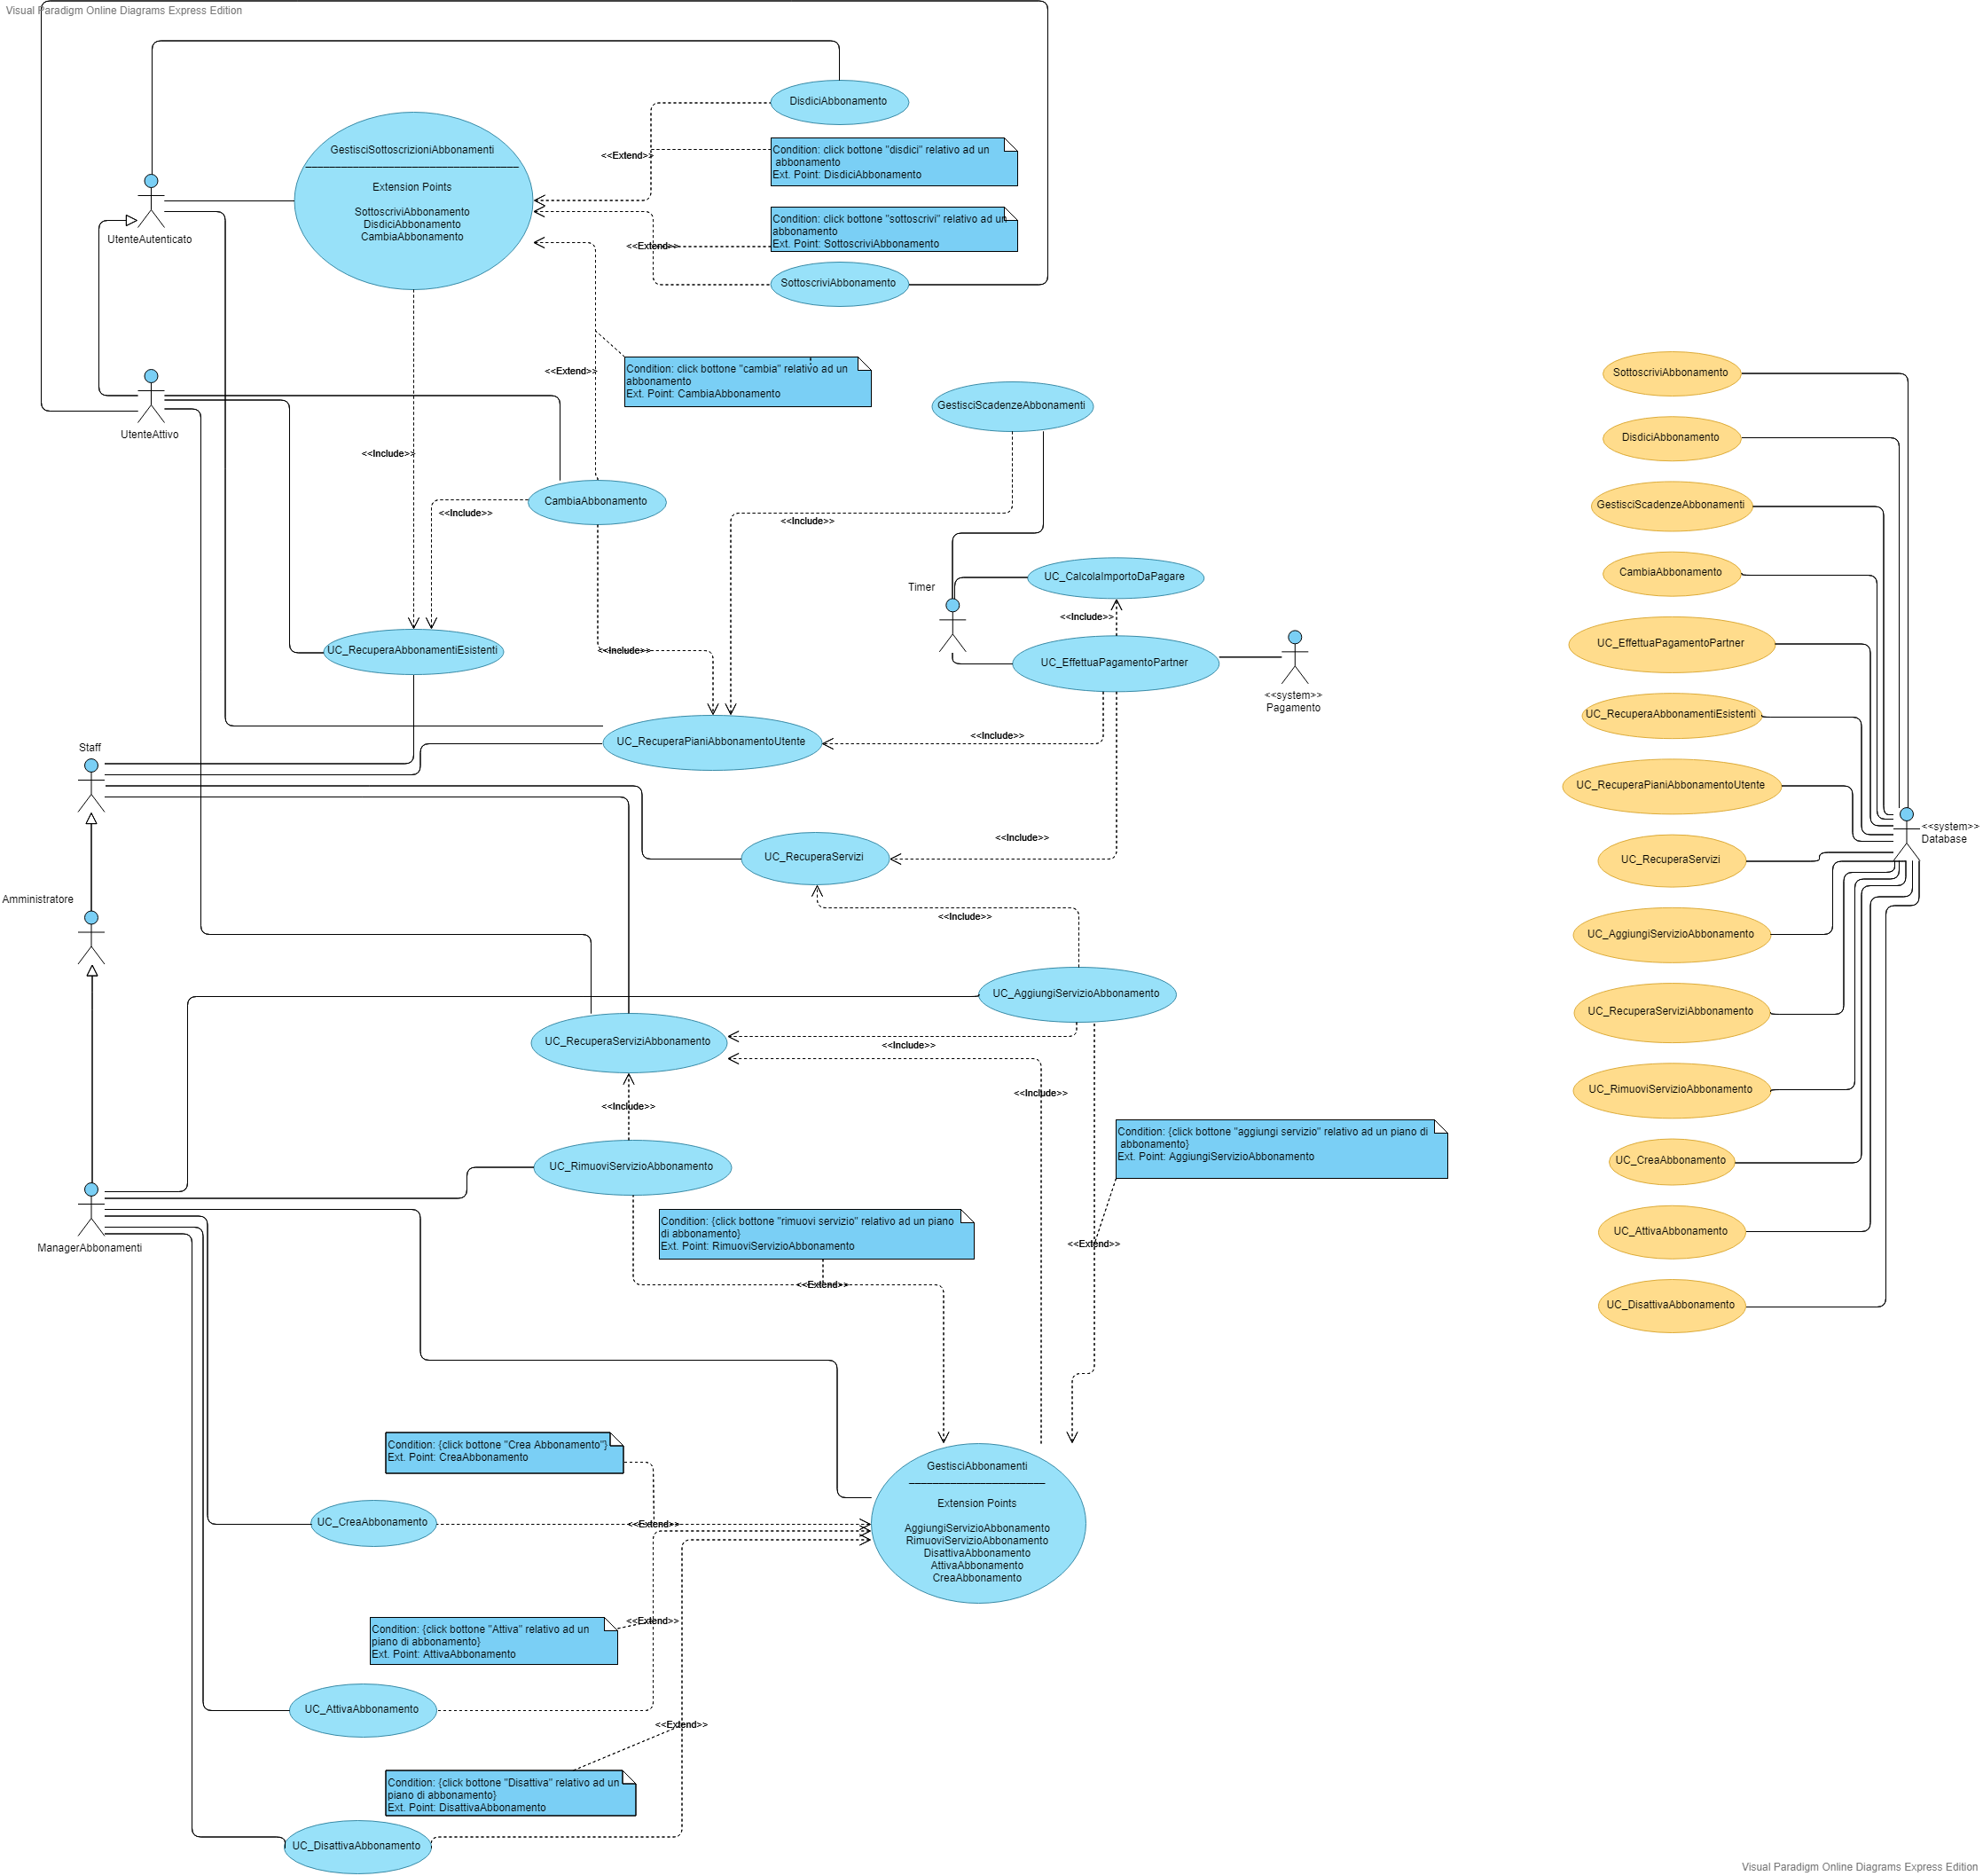 Visual Paradigm Online Diagrams Express Edition
DisdiciAbbonamento
GestisciSottoscrizioniAbbonamenti
Extension Points
SottoscriviAbbonamento
DisdiciAbbonamento
CambiaAbbonamento
<<Extend>>
Condition: click bottone "disdici" relativo ad un
abbonamento
Ext. Point: DisdiciAbbonamento
UtenteAutenticato
Condition: click bottone "sottoscrivi" relativo ad un
abbonamento
Ext. Point: SottoscriviAbbonamento
<<Extend>>
SottoscriviAbbonamento
<<Extend>>
Condition: click bottone "cambia" relativo ad un
abbonamento
Ext. Point: CambiaAbbonamento
UtenteAttivo
GestisciScadenzeAbbonamenti
<<Include>>
CambiaAbbonamento
<<Include>>
<<Include>>
Timer
UC_CalcolaImportoDaPagare
<<Include>>
UC_RecuperaAbbonamentiEsistenti
<<Include>>
UC_EffettuaPagamentoPartner
<<system>>
Pagamento
Staff
UC_RecuperaPianiAbbonamentoUtente
<<Include>>
UC_RecuperaServizi
<<Include>>
Amministratore
<<Include>>
UC_AggiungiServizioAbbonamento
UC_RecuperaServiziAbbonamento
<<Include>>
<<Include>>
<<Include>>
UC_RimuoviServizioAbbonamento
Condition: {click bottone "aggiungi servizio" relativo ad un piano di
abbonamento}
Ext. Point: AggiungiServizioAbbonamento
ManagerAbbonamenti
Condition: {click bottone "rimuovi servizio" relativo ad un piano
di abbonamento}
Ext. Point: RimuoviServizioAbbonamento
<<Extend>>
<<Extend>>
Condition: {click bottone "Crea Abbonamento"}
Ext. Point: CreaAbbonamento
GestisciAbbonamenti
Extension Points
AggiungiServizioAbbonamento
RimuoviServizioAbbonamento
DisattivaAbbonamento
AttivaAbbonamento
CreaAbbonamento
UC_CreaAbbonamento
<<Extend>>
Condition: {click bottone "Attiva" relativo ad un
piano di abbonamento}
Ext. Point: AttivaAbbonamento
<<Extend>>
UC_AttivaAbbonamento
<<Extend>>
Condition: {click bottone "Disattiva" relativo ad un
piano di abbonamento}
Ext. Point: DisattivaAbbonamento
UC_DisattivaAbbonamento
SottoscriviAbbonamento
DisdiciAbbonamento
GestisciScadenzeAbbonamenti
CambiaAbbonamento
UC_EffettuaPagamentoPartner
UC_RecuperaAbbonamentiEsistenti
UC_RecuperaPianiAbbonamentoUtente
<<system>>
Database
UC_RecuperaServizi
UC_AggiungiServizioAbbonamento
UC_RecuperaServiziAbbonamento
UC_RimuoviServizioAbbonamento
UC_CreaAbbonamento
UC_AttivaAbbonamento
UC_DisattivaAbbonamento
Visual Paradigm Online Diagrams Express Edition